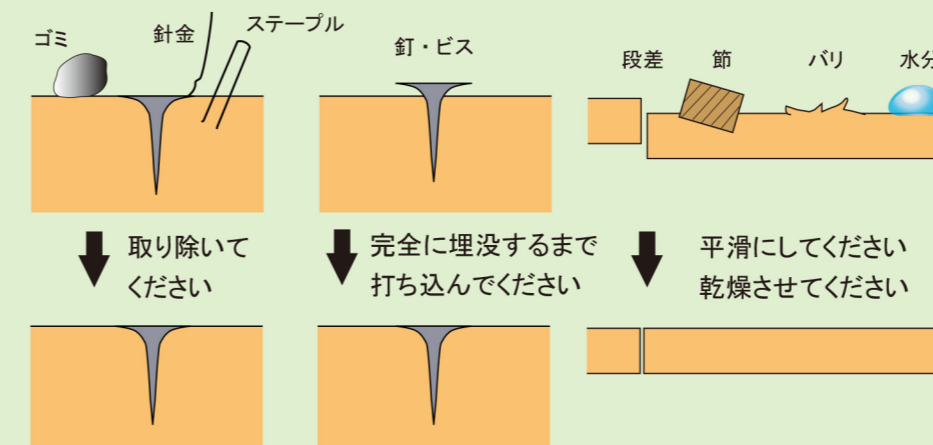 ゴミ
針金
ステープル
釘・ビス
段差
節
バリ
水分
取り除いて
ください
完全に埋没するまで
打ち込んでください
平滑にしてください
乾燥させてください